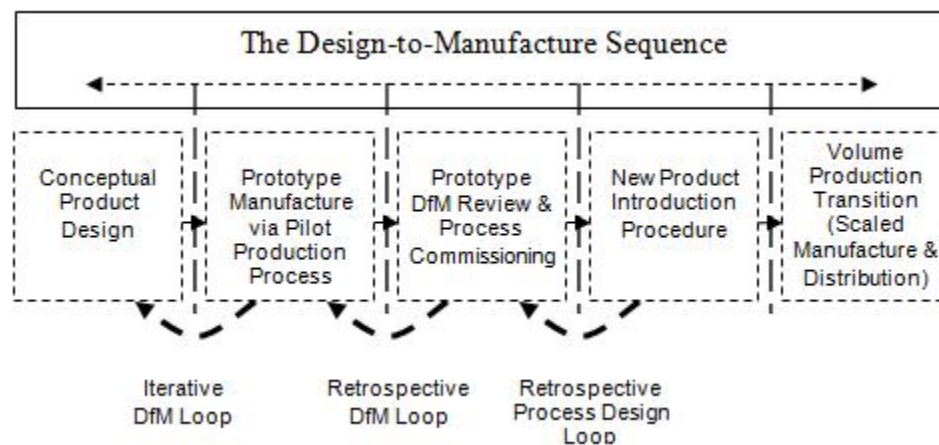 The Design-to-Manufacture Sequence
Conceptual
Product
Design
Prototype
Manufacture
via Pilot
Production
Process
Prototype
DfM Review &
Process
Commissioning
New Product
Introduction
Procedure
Volume
Production
Transition
(Scaled
Manufacture &
Distribution)
Iterative
DfM Loop
Retrospective
DfM Loop
Retrospective
Process Design
Loop